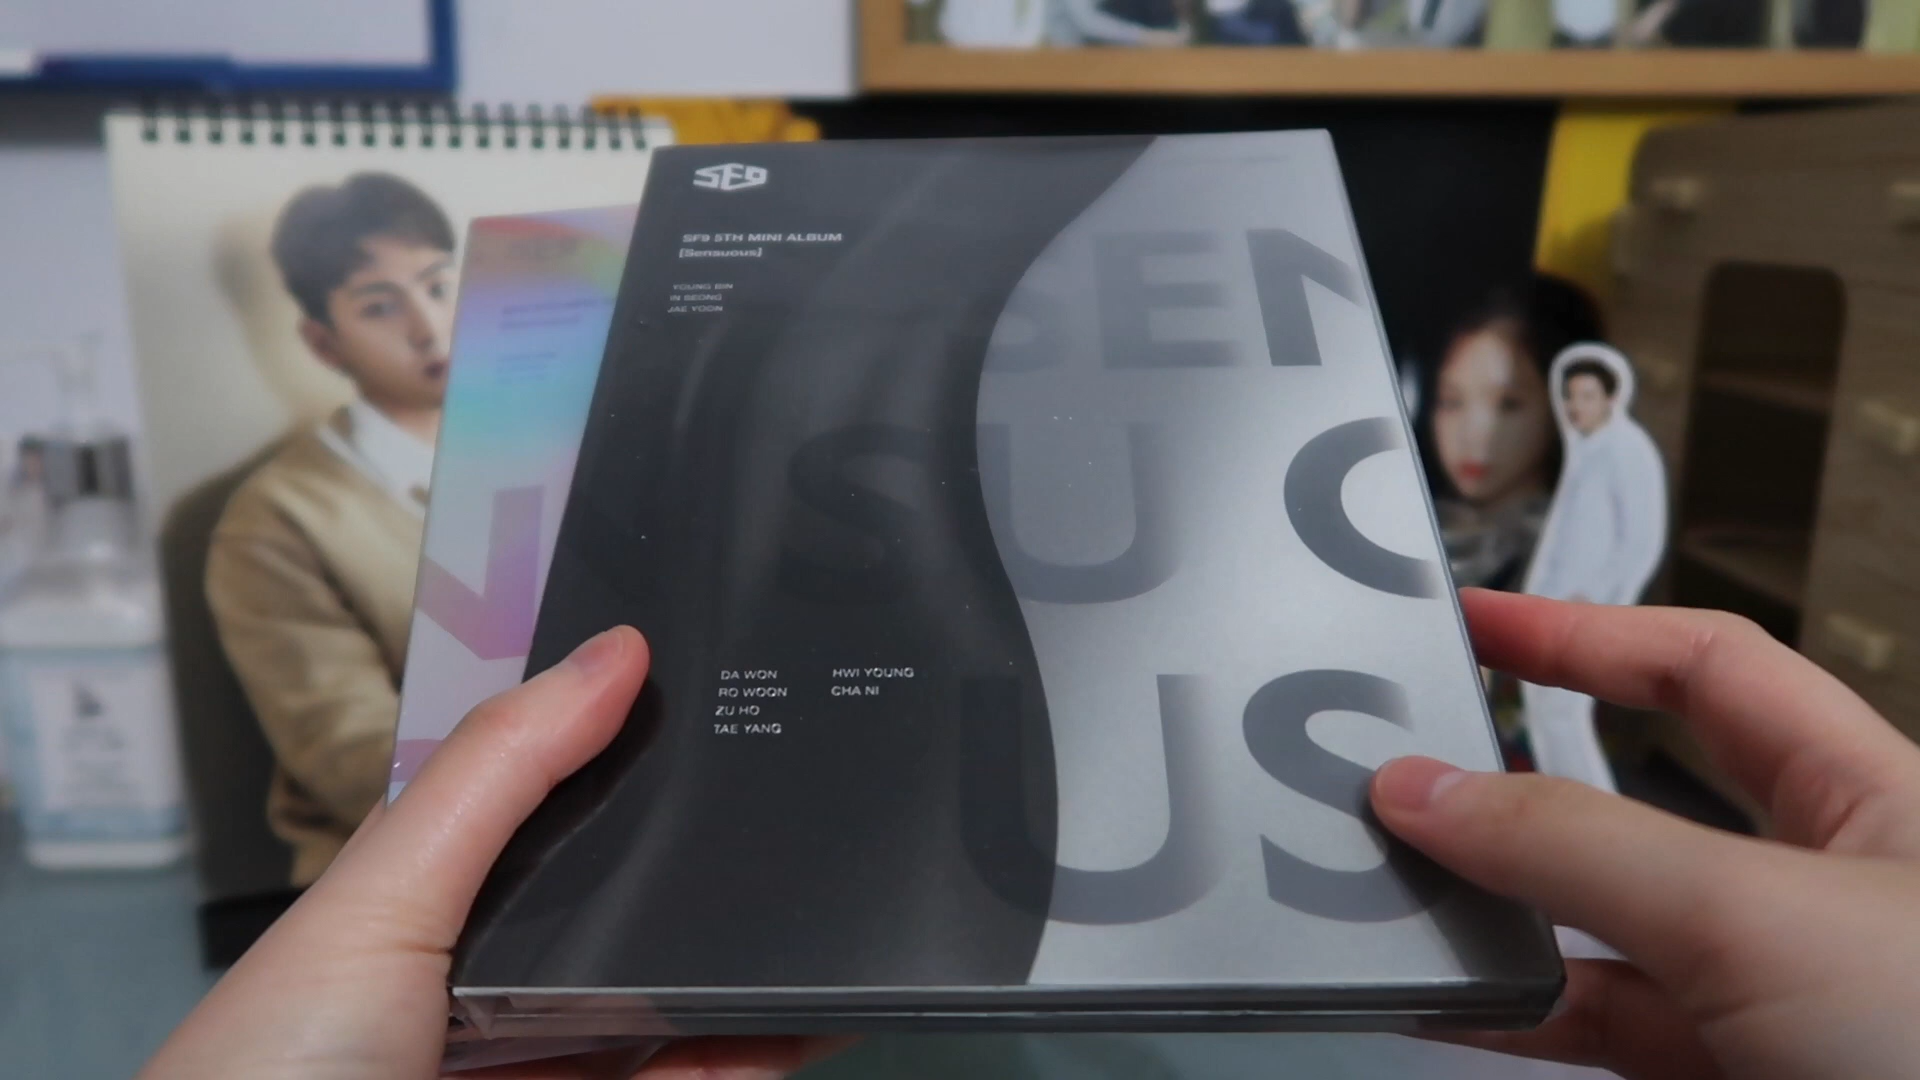 SF9
SF9 5TH MINI ALBUM
[Sensuous]
YOUNG BIN
IN SEONG
JAE YOON
SEN
SUO
US
DA WON
RO WOON
ZU HO
TAE YANG
HWI YOUNG
CHA NI